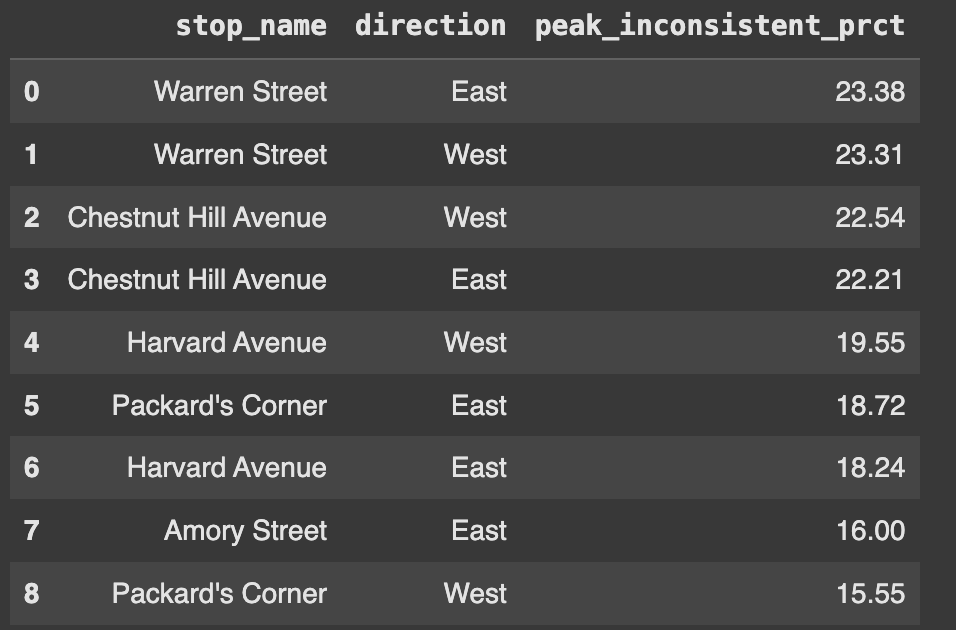 stop_name direction peak_inconsistent_prct
0 Warren Street East 23.38
1 Warren Street West 23.31
2 Chestnut Hill Avenue West 22.54
3 Chestnut Hill Avenue East 22.21
4 Harvard Avenue West 19.55
5 Packard's Corner East 18.72
6 Harvard Avenue East 18.24
7 Amory Street East 16.00
8 Packard's Corner West 15.55